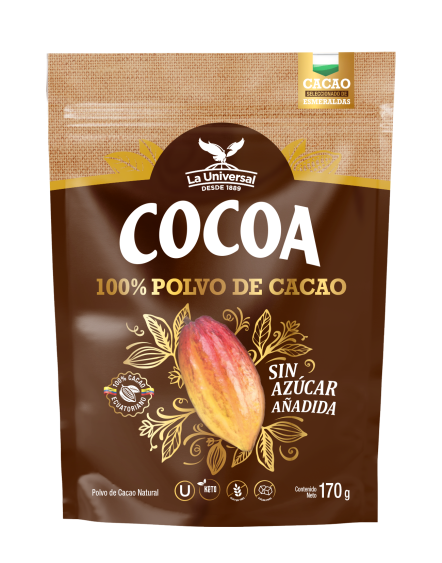 CACAO
SELECCIONADO DE
ESMERALDAS
La Universal
DESDE 1889
COCOA
100% POLVO DE CACAO
SIN
AZÚCAR
AÑADIDA
100% CACAO
ECUATORIANO
Polvo de Cacao Natural
U
KETO
Contenido
Neto 170 g